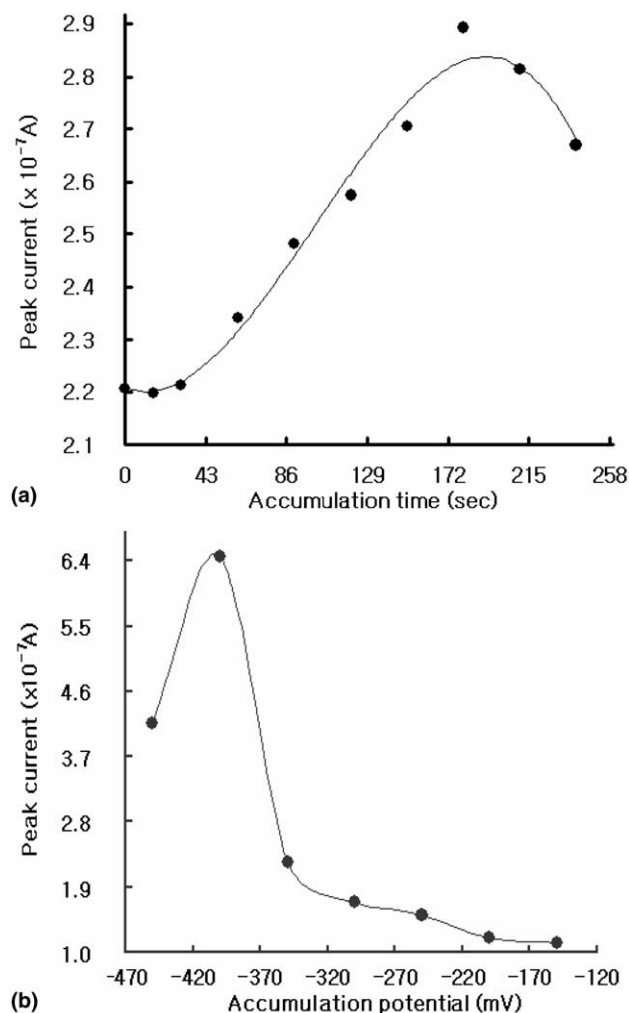 2.9
2.8
2.7
2.6
2.5
2.4
2.3
2.2
2.1
Peak current (x 10⁻⁷A)
0 43 86 129 172 215 258
(a) Accumulation time (sec)
6.4
5.5
4.6
3.7
2.8
1.9
1.0
Peak current (x10⁻⁷A)
-470 -420 -370 -320 -270 -220 -170 -120
(b) Accumulation potential (mV)